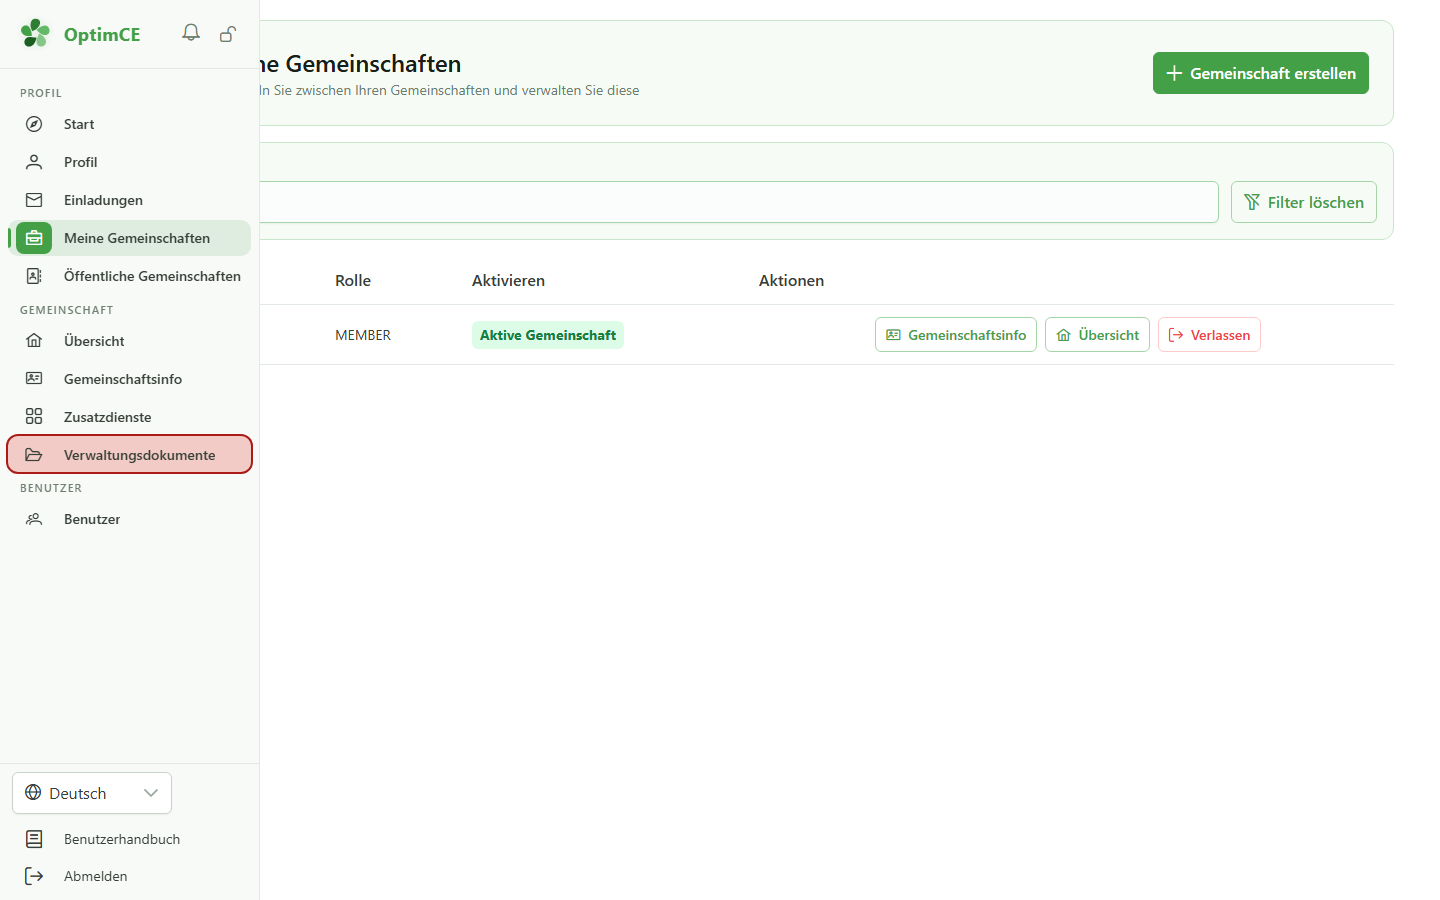 OptimCE
PROFIL
Start
Profil
Einladungen
Meine Gemeinschaften
Öffentliche Gemeinschaften
GEMEINSCHAFT
Übersicht
Gemeinschaftsinfo
Zusatzdienste
Verwaltungsdokumente
BENUTZER
Benutzer
Deutsch
Benutzerhandbuch
Abmelden
Gemeinschaften
Sie zwischen Ihren Gemeinschaften und verwalten Sie diese
Gemeinschaft erstellen
Filter löschen
Rolle Aktivieren Aktionen
MEMBER Aktive Gemeinschaft Gemeinschaftsinfo Übersicht Verlassen